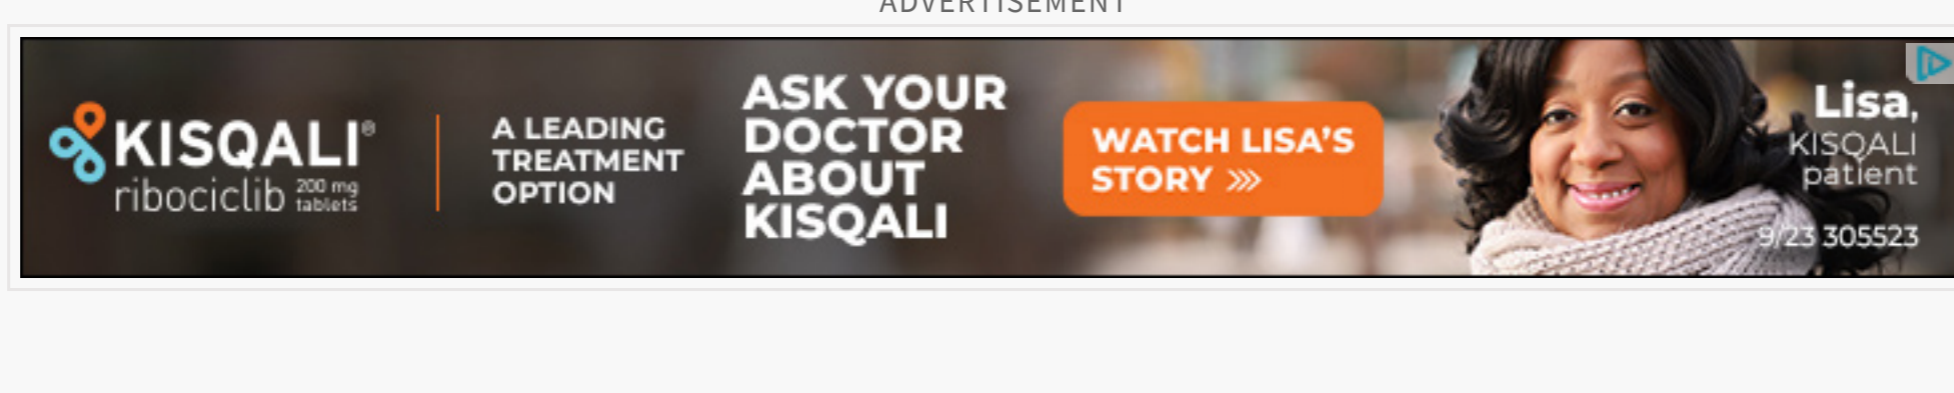 ADVERTISEMENT
KISQALI®
ribociclib 200 mg
tablets
A LEADING
TREATMENT
OPTION
ASK YOUR
DOCTOR
ABOUT
KISQALI
WATCH LISA'S
STORY >>>
Lisa,
KISQALI
patient
9/23 305523